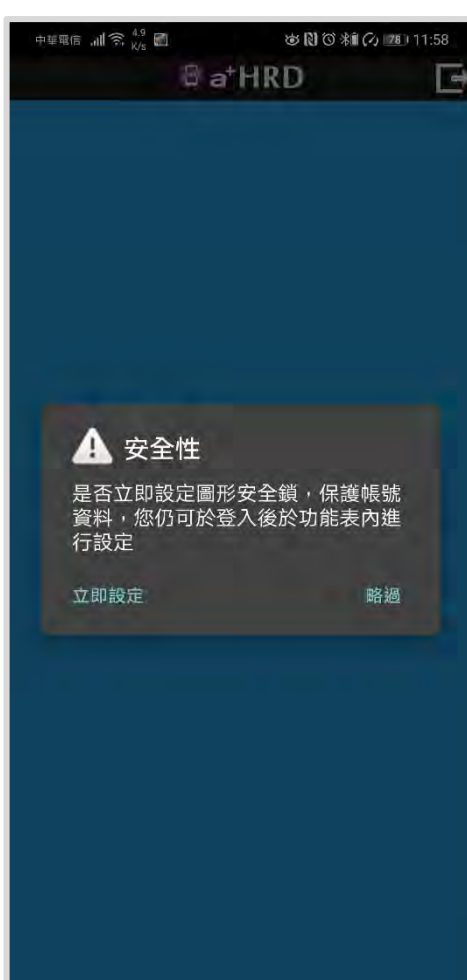 中華電信 4.9 K/s 78 11:58
a⁺HRD
安全性
是否立即設定圖形安全鎖，保護帳號
資料，您仍可於登入後於功能表內進
行設定
立即設定 略過